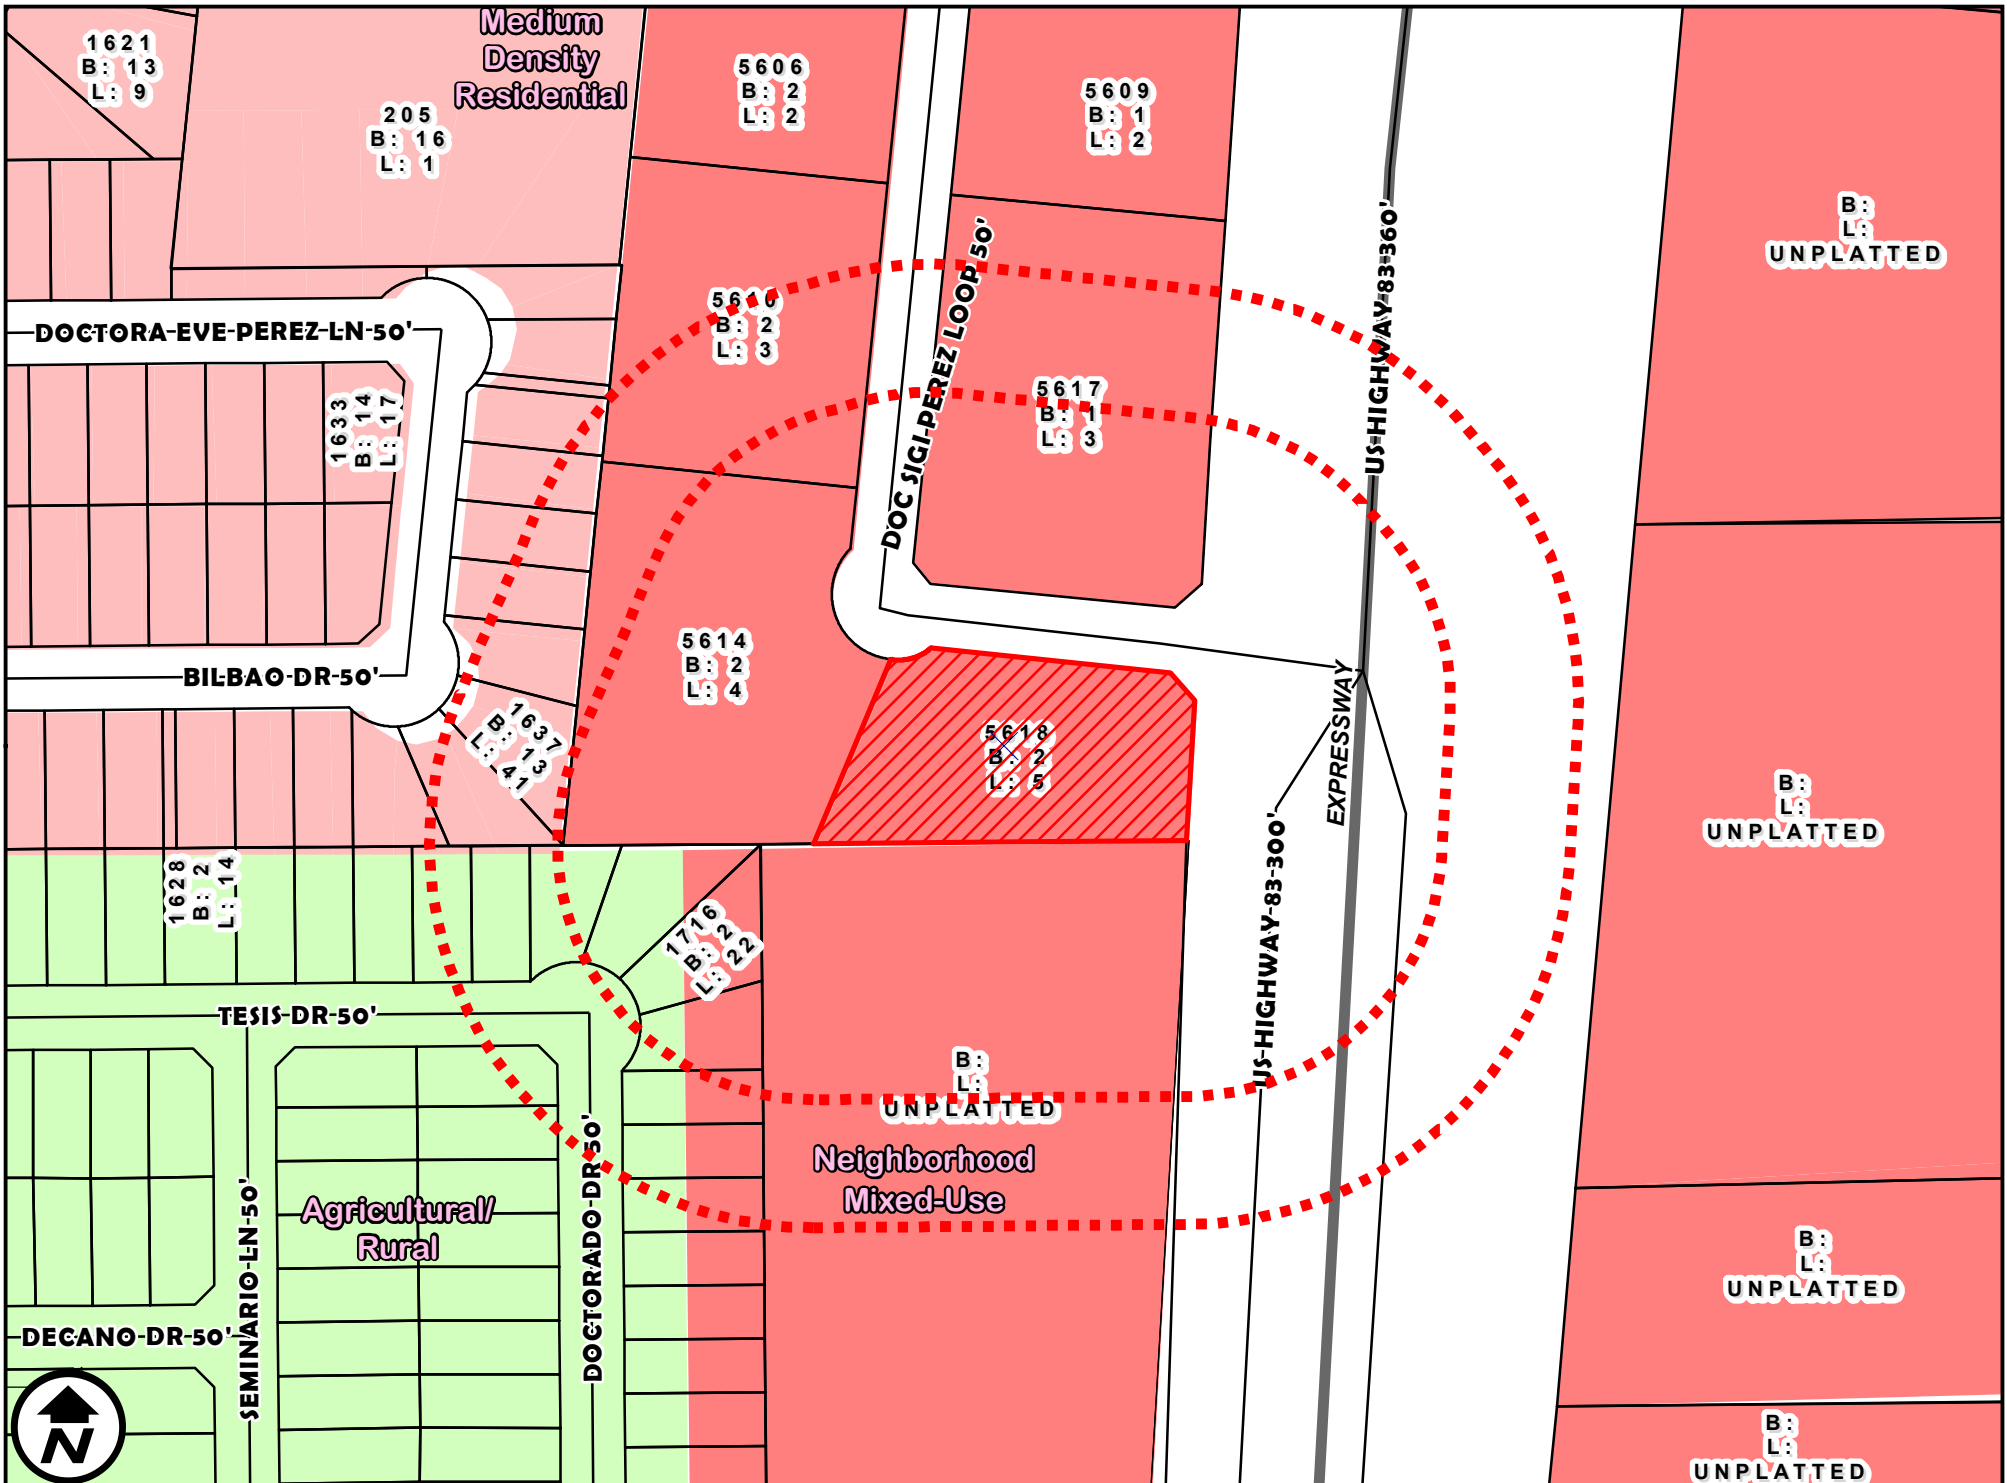 Medium
Density
Residential
1621
B: 13
L: 9
205
B: 16
L: 1
5606
B: 2
L: 2
5609
B: 1
L: 2
B:
L:
UNPLATTED
5610
B: 2
L: 3
DOC SIGI-PEREZ LOOP 50'
US-HIGHWAY-83-360'
DOCTORA-EVE-PEREZ-LN-50'
1633
B: 14
L: 17
5617
B: 1
L: 3
5614
B: 2
L: 4
BILBAO-DR-50'
1637
B: 13
L: 41
5618
B: 2
L: 5
EXPRESSWAY
B:
L:
UNPLATTED
1628
B: 2
L: 14
US-HIGHWAY-83-300'
1716
B: 2
L: 22
TESIS-DR-50'
B:
L:
UNPLATTED
Neighborhood
Mixed-Use
Agricultural/
Rural
SEMINARIO-LN-50'
DOCTORADO-DR-50'
B:
L:
UNPLATTED
DECANO-DR-50'
N
B:
L:
UNPLATTED